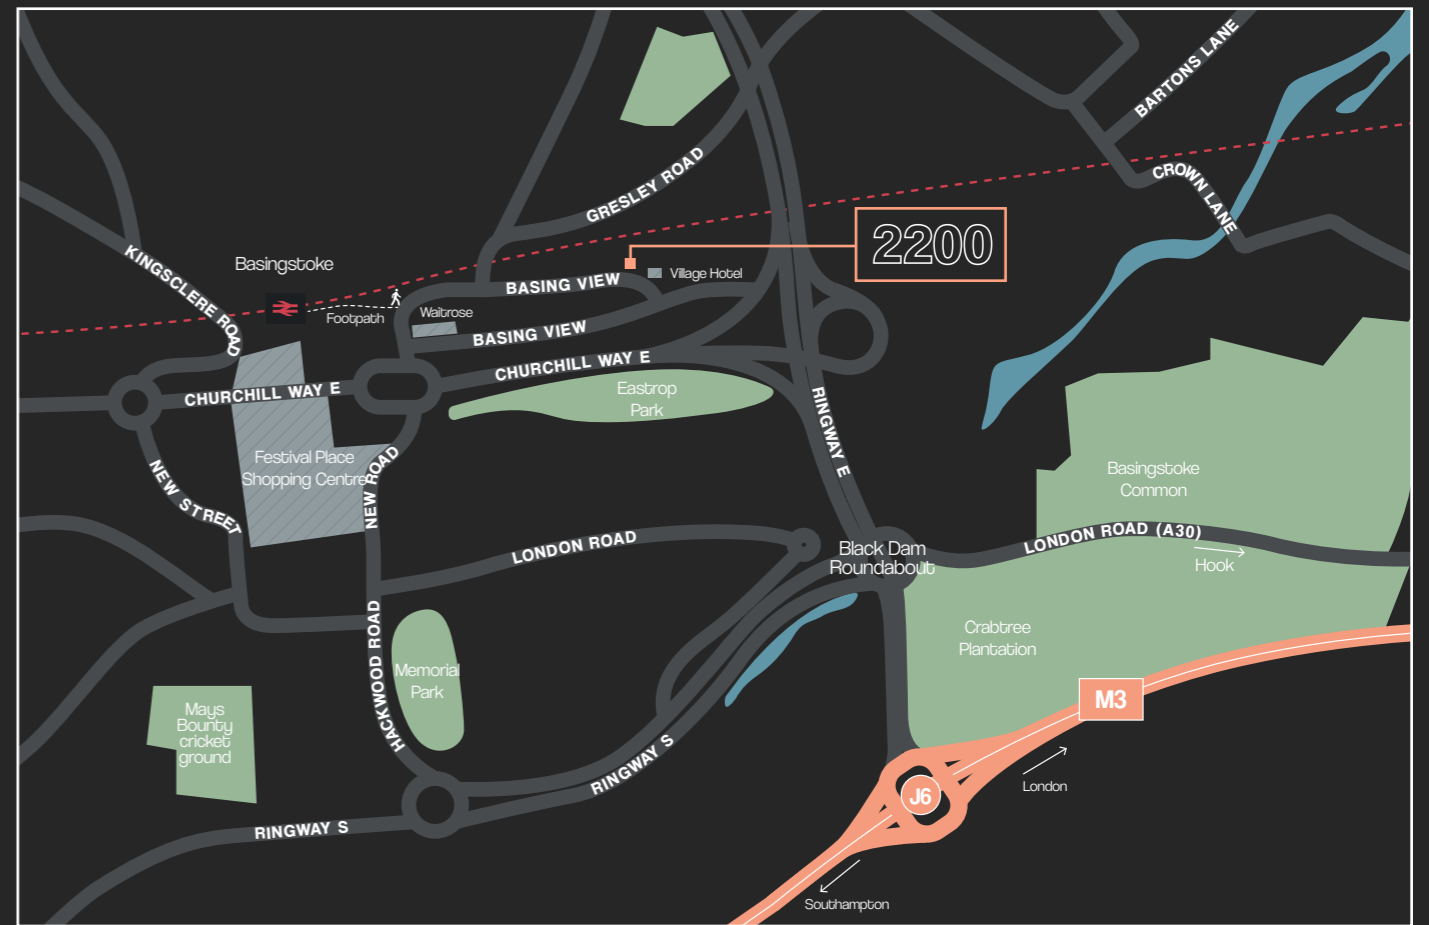 BARTONS LANE
CROWN LANE
GRESLEY ROAD
2200
KINGSCLERE ROAD
Basingstoke
Footpath
BASING VIEW
Village Hotel
Waitrose
BASING VIEW
CHURCHILL WAY E
CHURCHILL WAY E
Eastrop
Park
RINGWAY E
Festival Place
Shopping Centre
NEW ROAD
NEW STREET
Basingstoke
Common
LONDON ROAD
Black Dam
Roundabout
LONDON ROAD (A30)
Hook
Crabtree
Plantation
HACKWOOD ROAD
Memorial
Park
Mays
Bounty
cricket
ground
M3
RINGWAY S
J6
London
RINGWAY S
Southampton